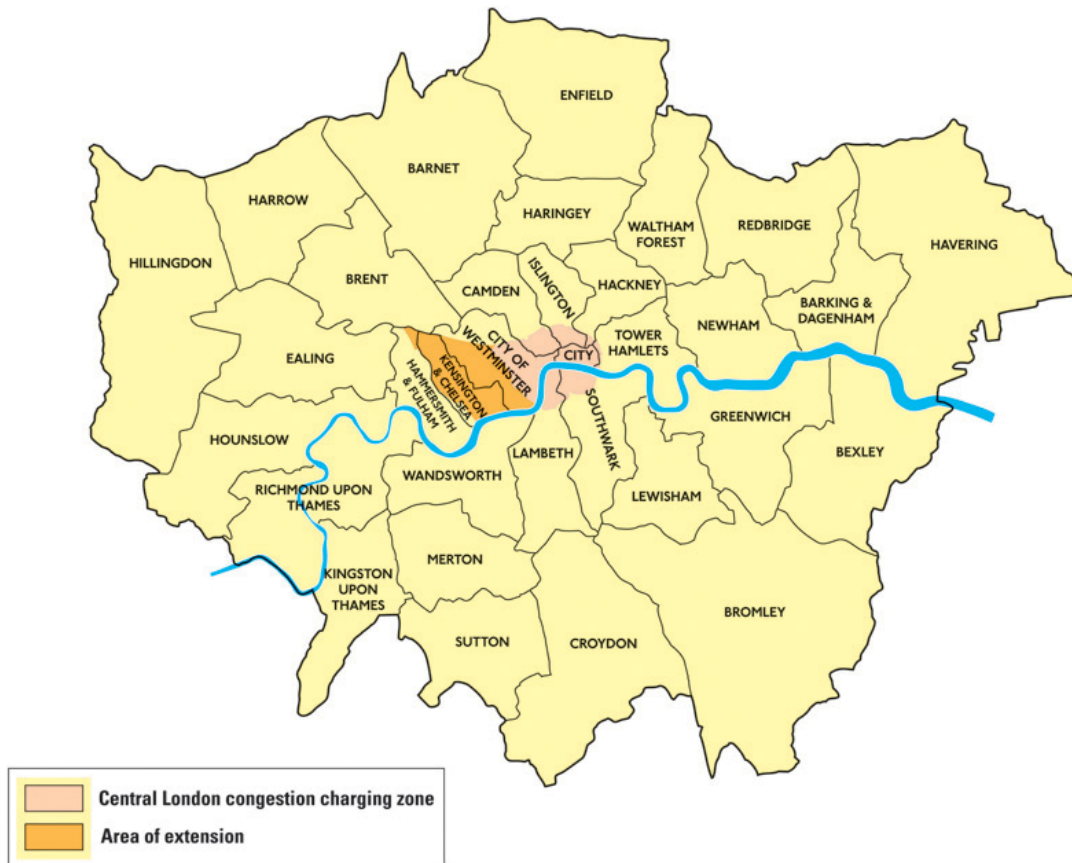 ENFIELD
BARNET
HARROW
HARINGEY
WALTHAM
FOREST
REDBRIDGE
HAVERING
HILLINGDON
BRENT
CAMDEN
ISLINGTON
HACKNEY
BARKING &
DAGENHAM
NEWHAM
TOWER
HAMLETS
CITY
CITY OF
WESTMINSTER
KENSINGTON
& CHELSEA
HAMMERSMITH
& FULHAM
EALING
HOUNSLOW
RICHMOND UPON
THAMES
WANDSWORTH
LAMBETH
SOUTHWARK
GREENWICH
BEXLEY
LEWISHAM
MERTON
KINGSTON
UPON
THAMES
SUTTON
CROYDON
BROMLEY
Central London congestion charging zone
Area of extension